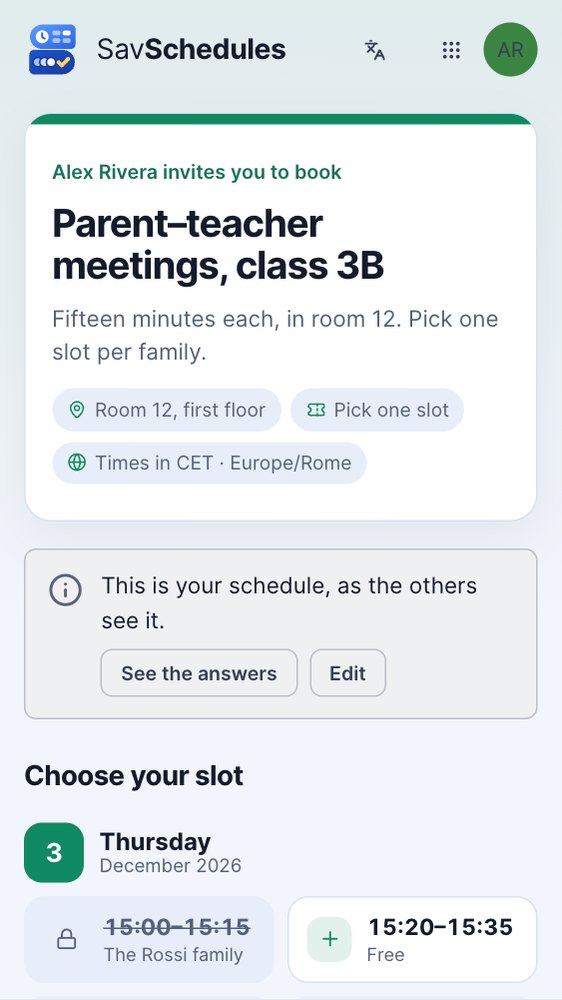 SavSchedules
AR
Alex Rivera invites you to book
Parent–teacher
meetings, class 3B
Fifteen minutes each, in room 12. Pick one
slot per family.
Room 12, first floor
Pick one slot
Times in CET · Europe/Rome
This is your schedule, as the others
see it.
See the answers
Edit
Choose your slot
3
Thursday
December 2026
15:00–15:15
The Rossi family
15:20–15:35
Free